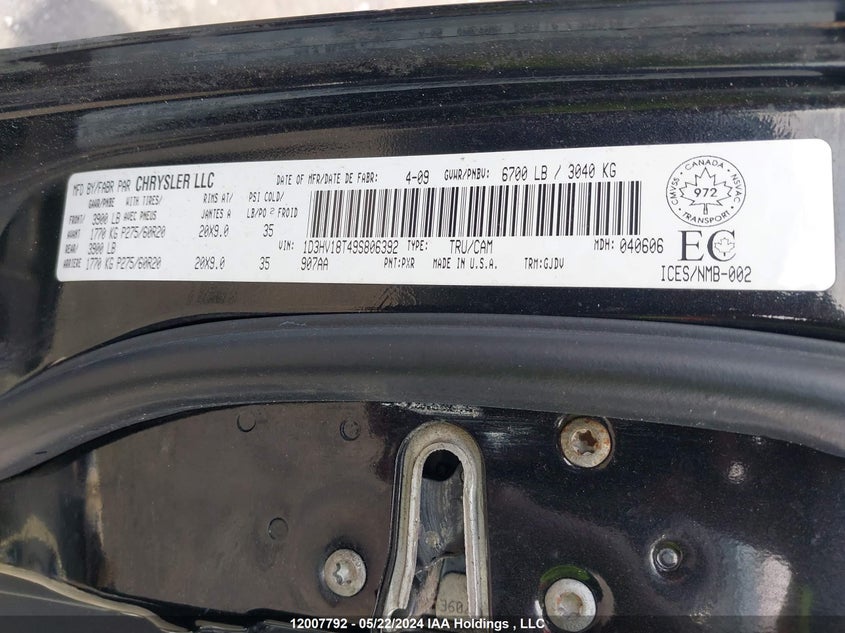 MFD BY/FABR PAR CHRYSLER LLC DATE OF MFR/DATE DE FABR: 4-09 GVWR/PNBV: 6700 LB / 3040 KG
GAWR/PNBE WITH TIRES/ RIMS AT/ PSI COLD/
FRONT/ 3900 LB AVEC PNEUS JANTES A LB/PO² FROID
AVANT 1770 KG P275/60R20 20X9.0 35
REAR/ 3900 LB VIN: 1D3HV18T49S806392 TYPE: TRU/CAM MDH: 040606
ARRIERE 1770 KG P275/60R20 20X9.0 35 907AA PNT:PXR MADE IN U.S.A. TRM:GJDV
CANADA
CMVSS 972 NSVAC
TRANSPORT
EC
ICES/NMB-002
360
12007792 - 05/22/2024 IAA Holdings , LLC